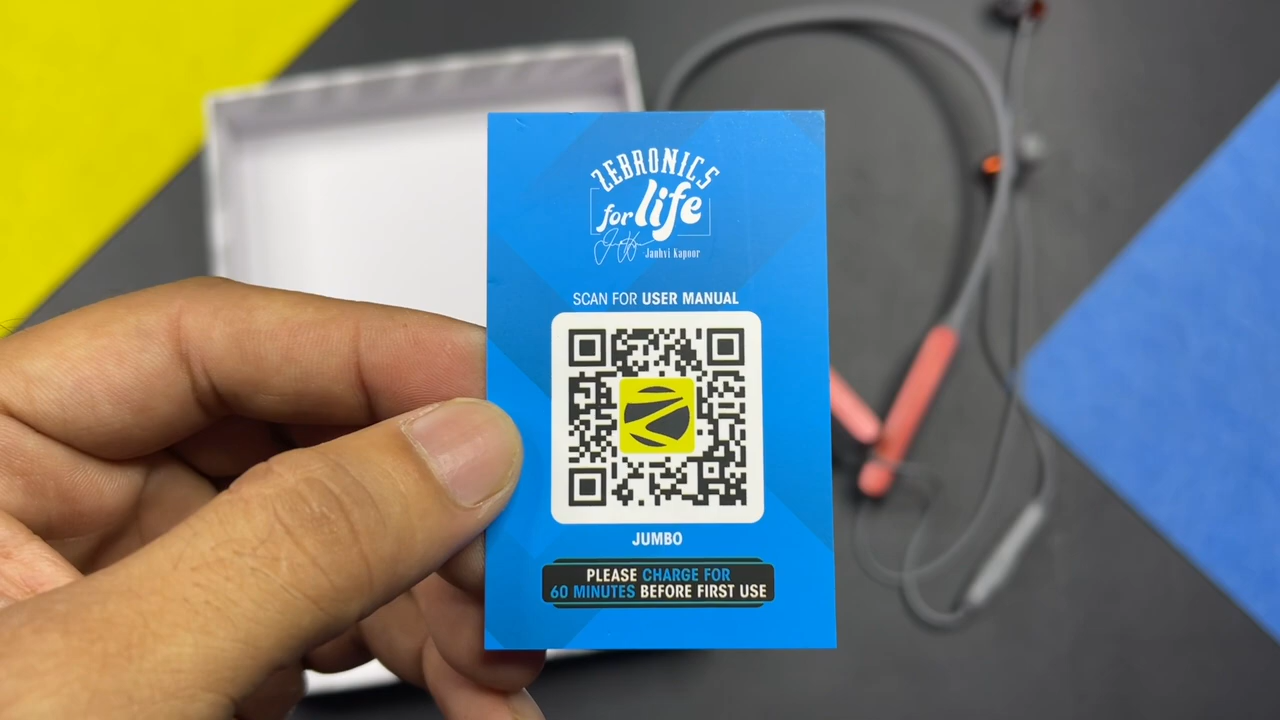 ZEBRONICS
for life
Janhvi Kapoor
SCAN FOR USER MANUAL
JUMBO
PLEASE CHARGE FOR
60 MINUTES BEFORE FIRST USE